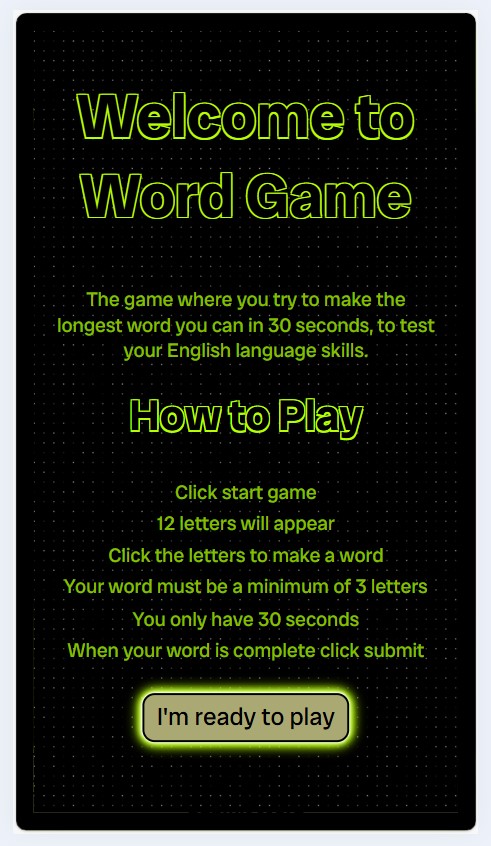 Welcome to
Word Game
The game where you try to make the
longest word you can in 30 seconds, to test
your English language skills.
How to Play
Click start game
12 letters will appear
Click the letters to make a word
Your word must be a minimum of 3 letters
You only have 30 seconds
When your word is complete click submit
I'm ready to play